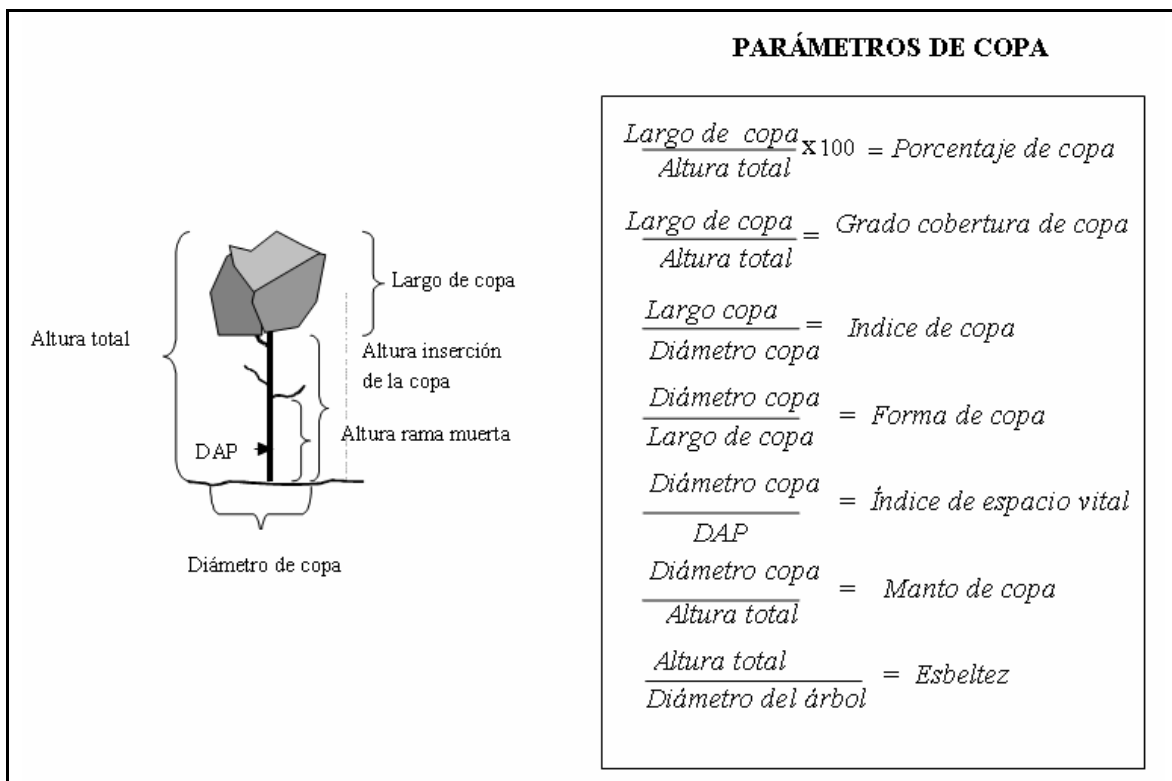 PARÁMETROS DE COPA
Largo de copa
Altura total
x 100 = Porcentaje de copa
Largo de copa
Altura total
= Grado cobertura de copa
Largo copa
Diámetro copa
= Indice de copa
Diámetro copa
Largo de copa
= Forma de copa
Diámetro copa
DAP
= Índice de espacio vital
Diámetro copa
Altura total
= Manto de copa
Altura total
Diámetro del árbol
= Esbeltez
Altura total
Largo de copa
Altura inserción
de la copa
Altura rama muerta
DAP
Diámetro de copa